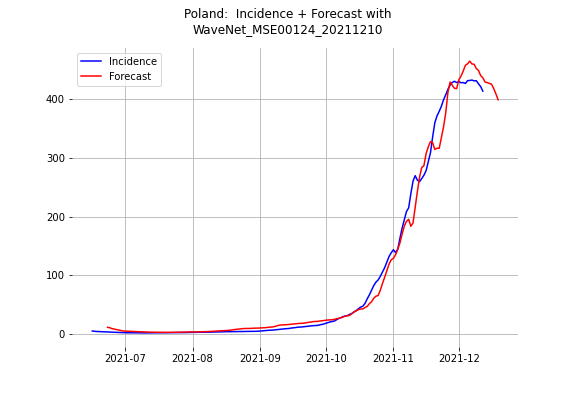 Poland:  Incidence + Forecast with
WaveNet_MSE00124_20211210
Incidence
Forecast
400
300
200
100
0
2021-07 2021-08 2021-09 2021-10 2021-11 2021-12